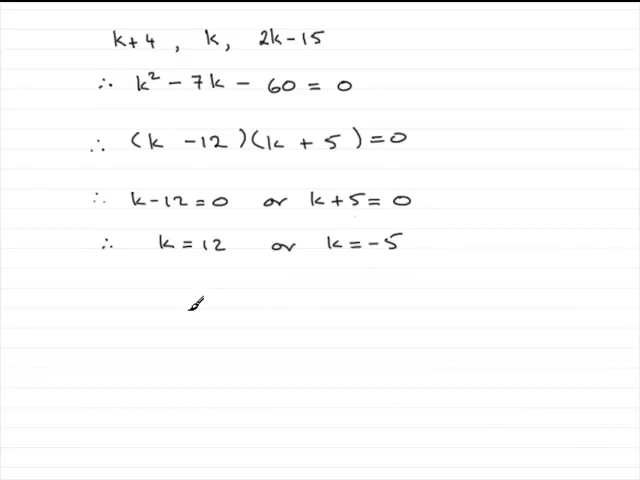 k+4 , k, 2k-15
∴ k² - 7k - 60 = 0
∴ (k - 12)(k + 5) = 0
∴ k-12=0 or k+5=0
∴ k=12 or k=-5